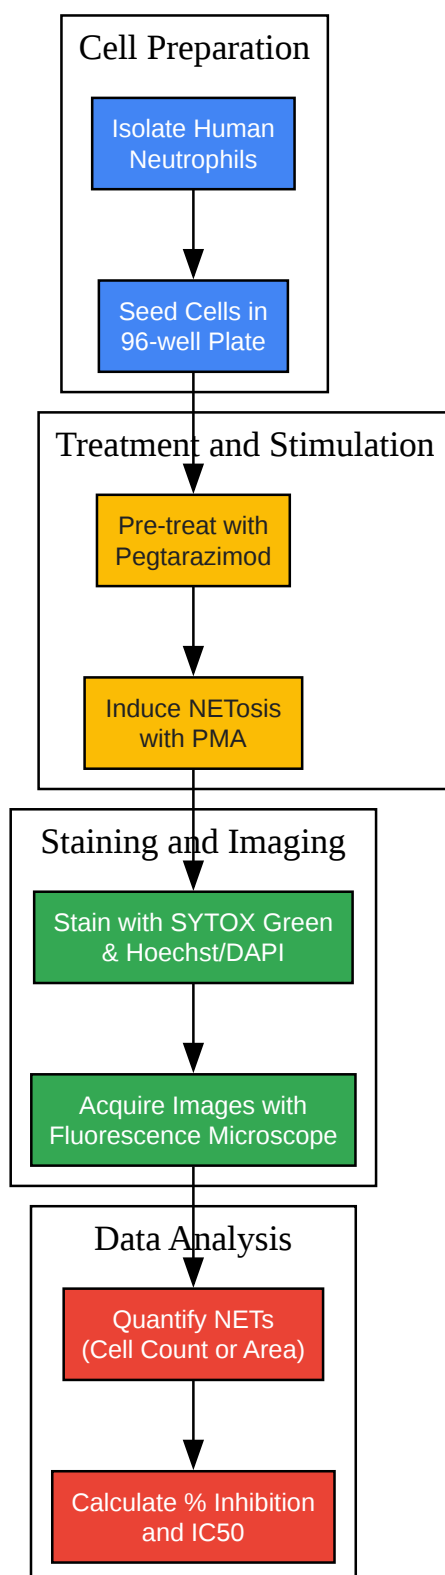 Cell Preparation
Isolate Human
Neutrophils
Seed Cells in
96-well Plate
Treatment and Stimulation
Pre-treat with
Pegtarazimod
Induce NETosis
with PMA
Staining and Imaging
Stain with SYTOX Green
& Hoechst/DAPI
Acquire Images with
Fluorescence Microscope
Data Analysis
Quantify NETs
(Cell Count or Area)
Calculate % Inhibition
and IC50